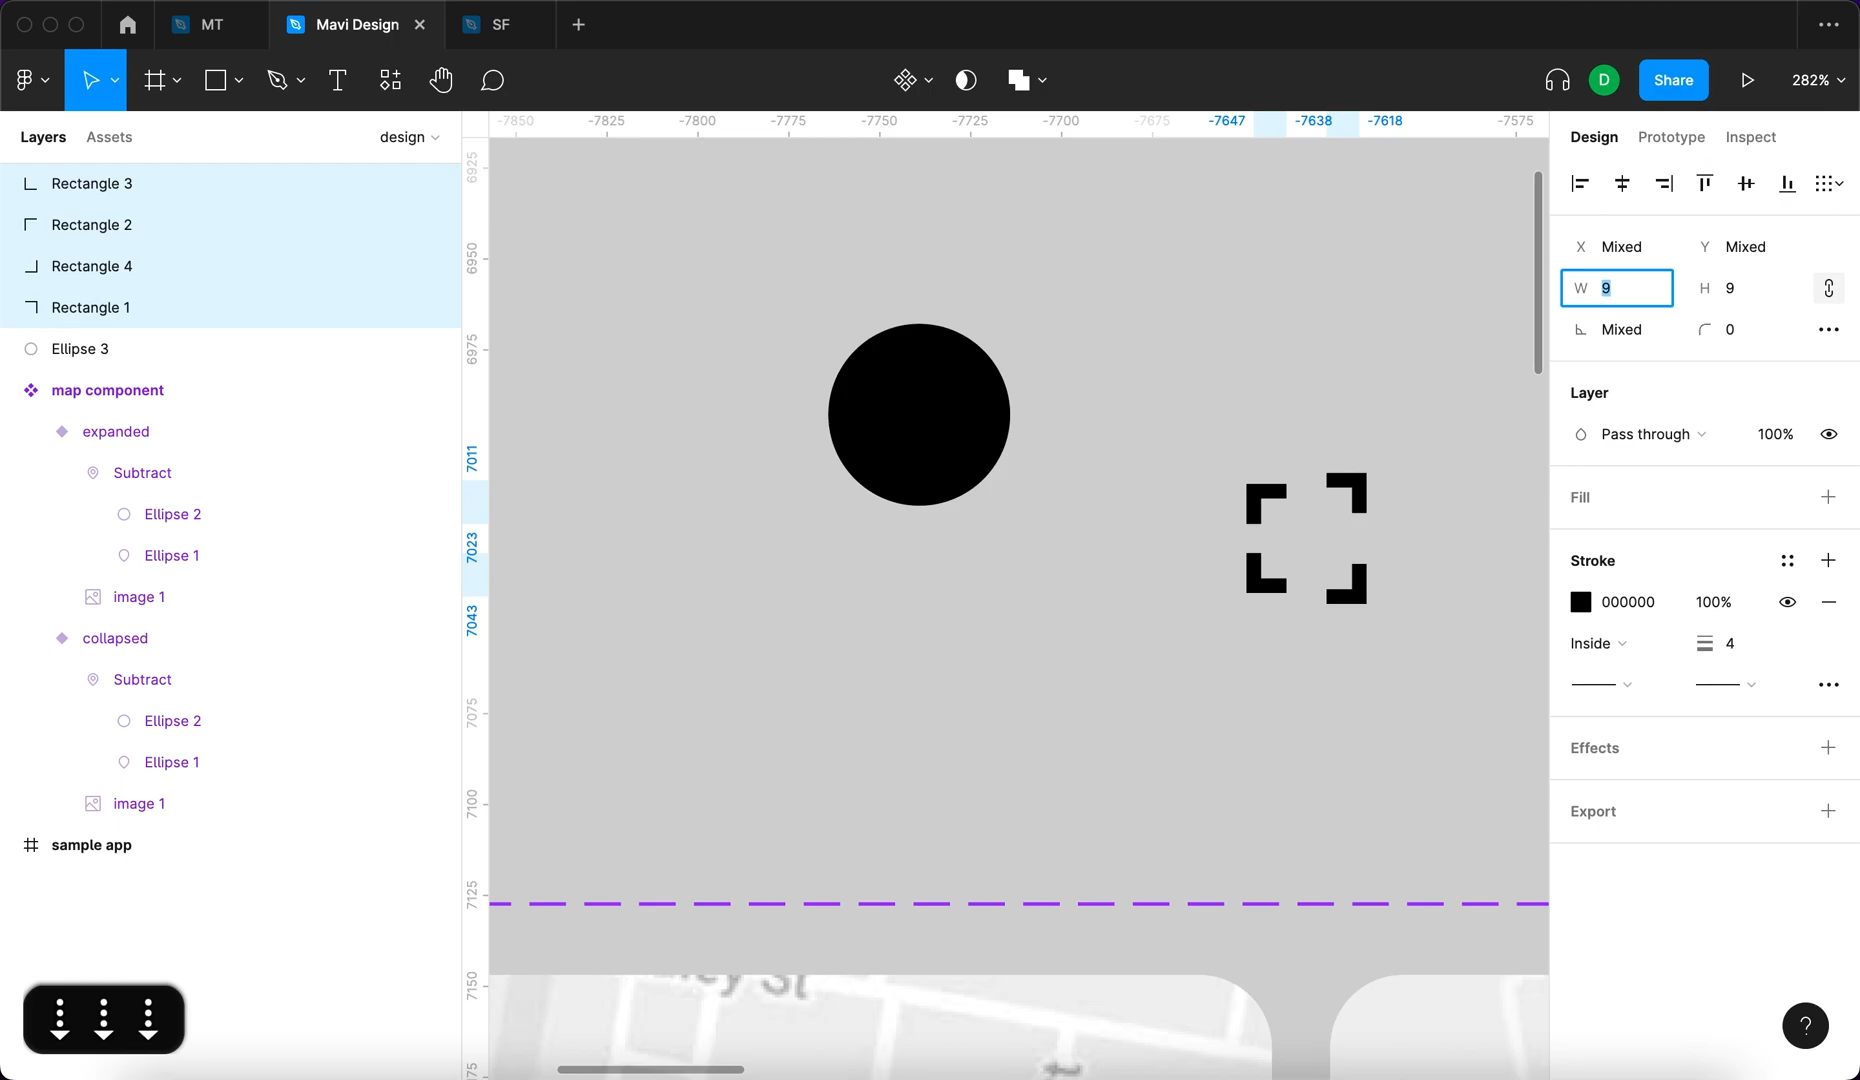 MT
Mavi Design
SF
D
Share
282%
Layers
Assets
design
-7850
-7825
-7800
-7775
-7750
-7725
-7700
-7675
-7647
-7638
-7618
-7575
Design
Prototype
Inspect
Rectangle 3
Rectangle 2
Rectangle 4
Rectangle 1
Ellipse 3
map component
expanded
Subtract
Ellipse 2
Ellipse 1
image 1
collapsed
Subtract
Ellipse 2
Ellipse 1
image 1
sample app
6925
6950
6975
7011
7023
7043
7075
7100
7125
7150
75
St
X Mixed
Y Mixed
W 9
H 9
Mixed
0
Layer
Pass through
100%
Fill
Stroke
000000
100%
Inside
4
Effects
Export
?